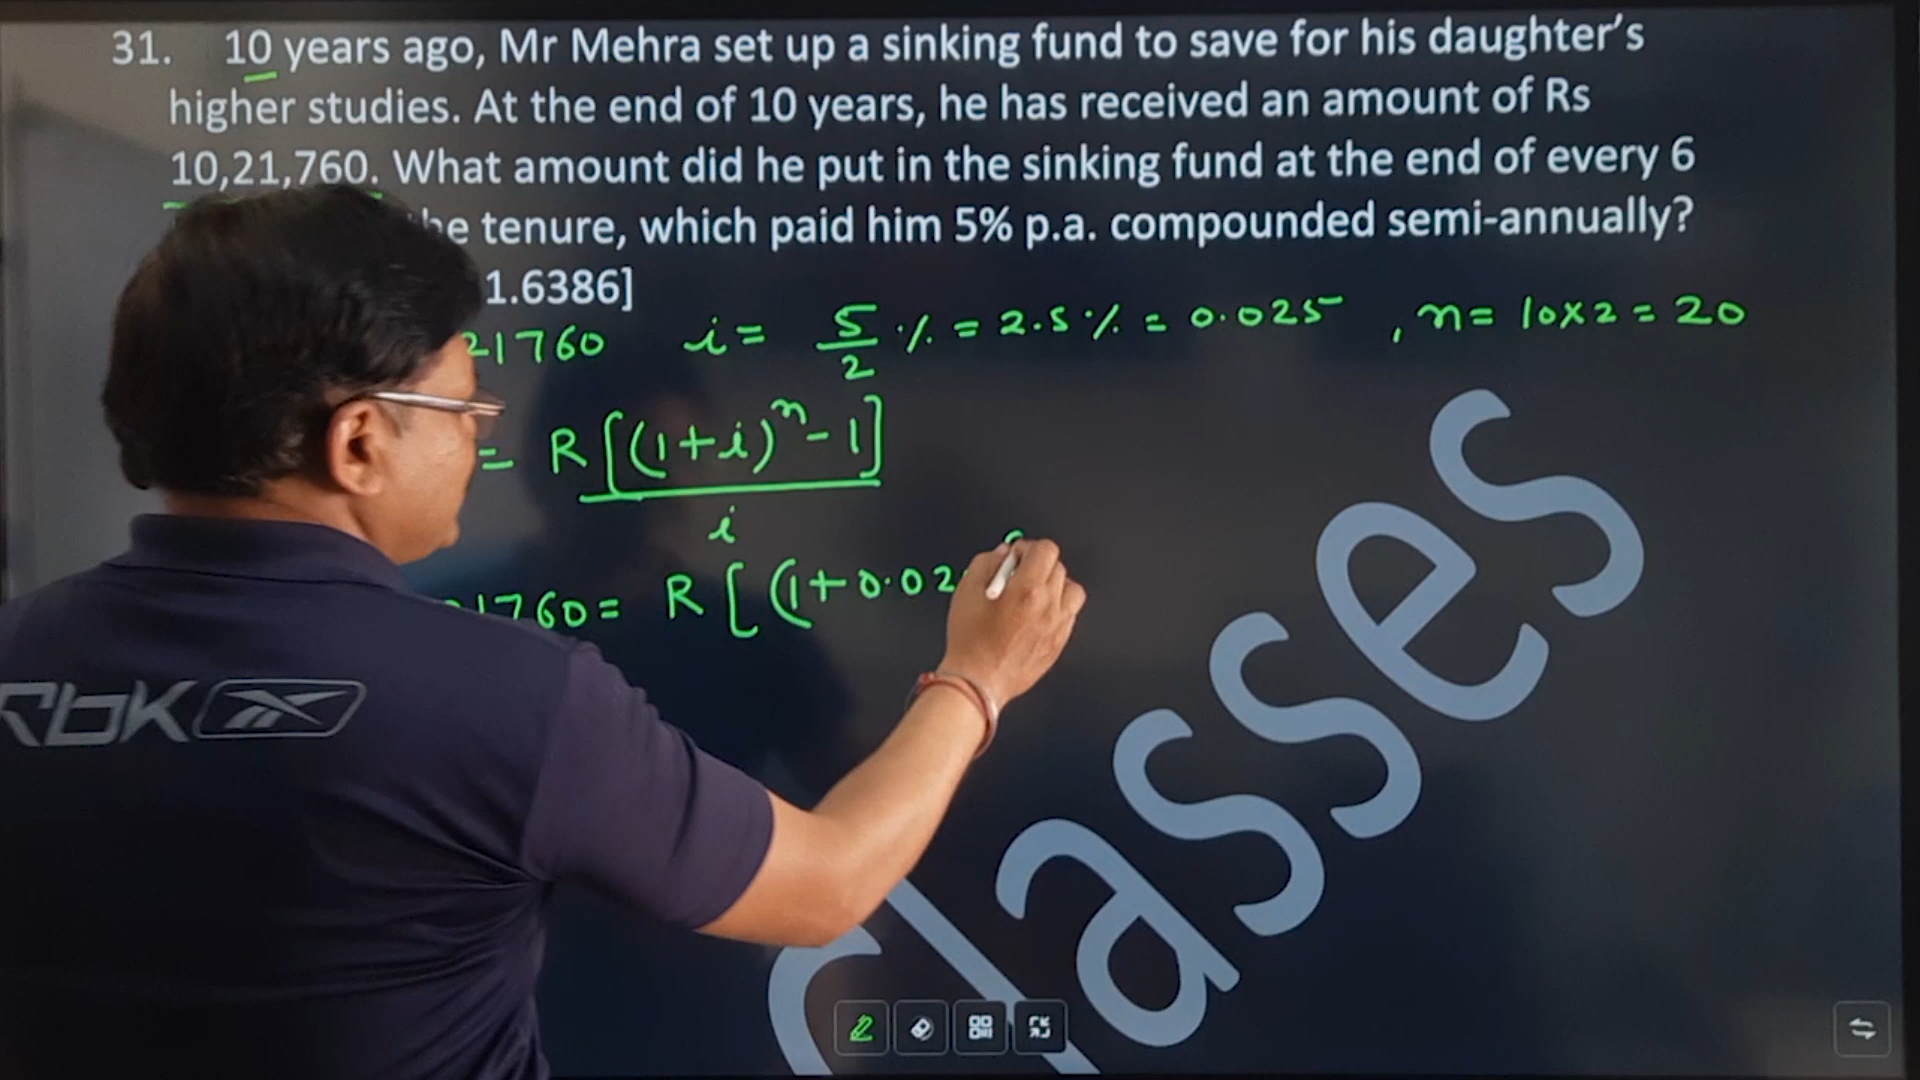 31. 10 years ago, Mr Mehra set up a sinking fund to save for his daughter's
higher studies. At the end of 10 years, he has received an amount of Rs
10,21,760. What amount did he put in the sinking fund at the end of every 6
tenure, which paid him 5% p.a. compounded semi-annually?
1.6386]
21760 i = 5/2 % = 2.5 % = 0.025 , n = 10x2 = 20
= R[(1+i)^n - 1]
i
1760 = R [ (1+0.02
Classes
RbK